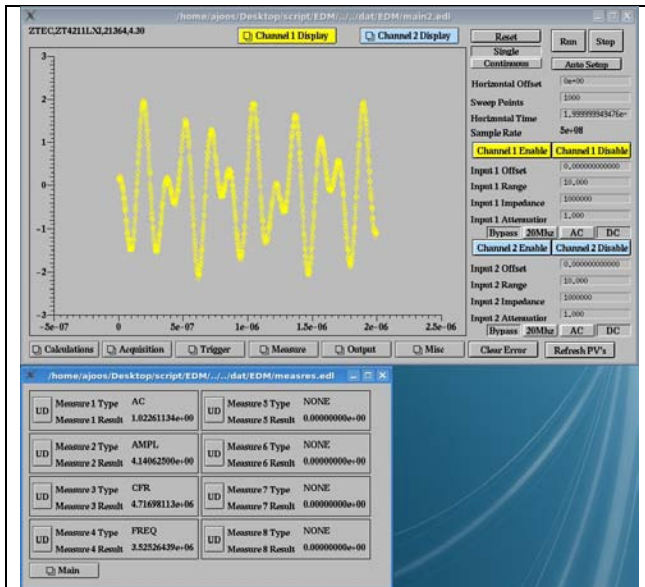 /home/ajoos/Desktop/script/EDM/../../dat/EDM/main2.edl
ZTEC,ZT4211LXI,21364,4.30
Channel 1 Display
Channel 2 Display
3
2
1
0
-1
-2
-3
-5e-07
0
5e-07
1e-06
1.5e-06
2e-06
2.5e-06
Reset
Single
Continuous
Run
Stop
Auto Setup
Horizontal Offset 0e+00
Sweep Points 1000
Horizontal Time 1.999999949476e-
Sample Rate 5e+08
Channel 1 Enable Channel 1 Disable
Input 1 Offset 0.000000000000
Input 1 Range 10.000
Input 1 Impedance 1000000
Input 1 Attenuation 1.000
Bypass 20Mhz AC DC
Channel 2 Enable Channel 2 Disable
Input 2 Offset 0.000000000000
Input 2 Range 10.000
Input 2 Impedance 1000000
Input 2 Attenuation 1.000
Bypass 20Mhz AC DC
Calculations
Acquisition
Trigger
Measure
Output
Misc
Clear Error
Refresh PV's
/home/ajoos/Desktop/script/EDM/../../dat/EDM/measres.edl
UD
Measure 1 Type AC
Measure 1 Result 1.02261134e+00
UD
Measure 5 Type NONE
Measure 5 Result 0.00000000e+00
UD
Measure 2 Type AMPL
Measure 2 Result 4.14062500e+00
UD
Measure 6 Type NONE
Measure 6 Result 0.00000000e+00
UD
Measure 3 Type CFR
Measure 3 Result 4.71698113e+06
UD
Measure 7 Type NONE
Measure 7 Result 0.00000000e+00
UD
Measure 4 Type FREQ
Measure 4 Result 3.52526439e+06
UD
Measure 8 Type NONE
Measure 8 Result 0.00000000e+00
Main